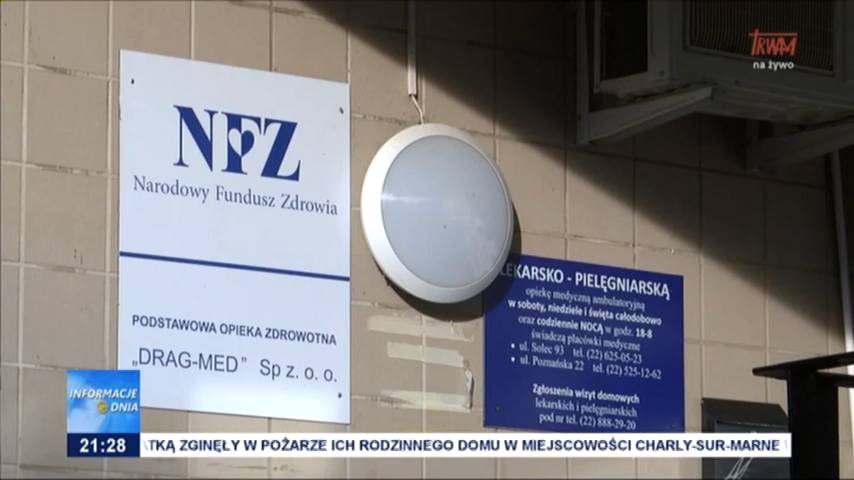 TRWAM
na żywo
NFZ
Narodowy Fundusz Zdrowia
PODSTAWOWA OPIEKA ZDROWOTNA
„DRAG-MED” Sp z. o. o.
LEKARSKO - PIELĘGNIARSKĄ
opiekę medyczną ambulatoryjną
w soboty, niedziele i święta całodobowo
oraz codziennie NOCĄ w godz. 18-8
świadczą placówki medyczne
• ul. Solec 93 tel. (22) 625-05-23
• ul. Poznańska 22 tel. (22) 525-12-62
Zgłoszenia wizyt domowych
lekarskich i pielęgniarskich
pod nr tel. (22) 888-29-20
INFORMACJE
DNIA
21:28
ATKĄ ZGINĘŁY W POŻARZE ICH RODZINNEGO DOMU W MIEJSCOWOŚCI CHARLY-SUR-MARNE